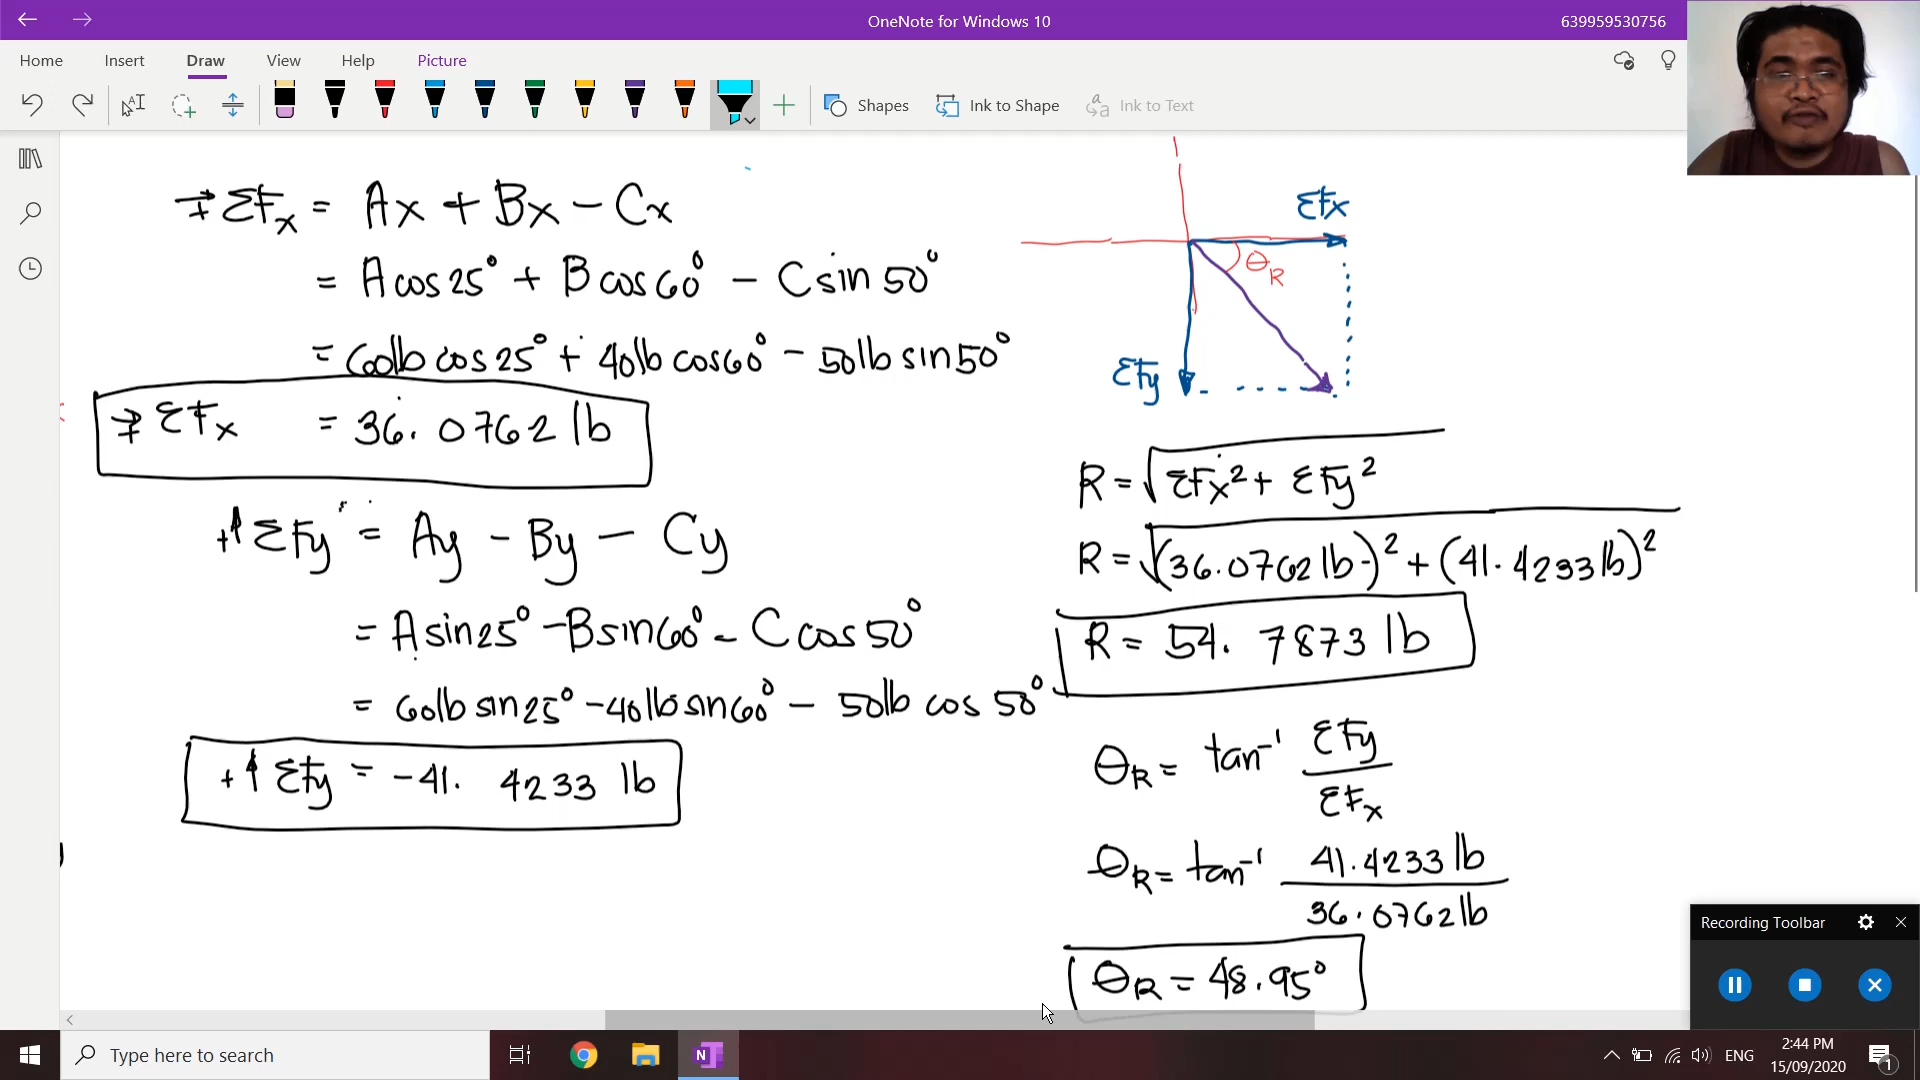 OneNote for Windows 10
639959530756
Home Insert Draw View Help Picture
Shapes Ink to Shape Ink to Text
→+ ΣFx = Ax + Bx − Cx
= A cos 25° + B cos 60° − C sin 50°
= 60lb cos 25° + 40lb cos 60° − 50lb sin 50°
→+ ΣFx = 36.0762 lb
+↑ ΣFy = Ay − By − Cy
= A sin 25° − B sin 60° − C cos 50°
= 60lb sin 25° − 40lb sin 60° − 50lb cos 50°
+↑ ΣFy = −41.4233 lb
ΣFx
θR
ΣFy
R = √ΣFx² + ΣFy²
R = √(36.0762 lb)² + (41.4233 lb)²
R = 54.7873 lb
θR = tan⁻¹ ΣFy
ΣFx
θR = tan⁻¹ 41.4233 lb
36.0762 lb
θR = 48.95°
Recording Toolbar
Type here to search
N
ENG
2:44 PM
15/09/2020
1